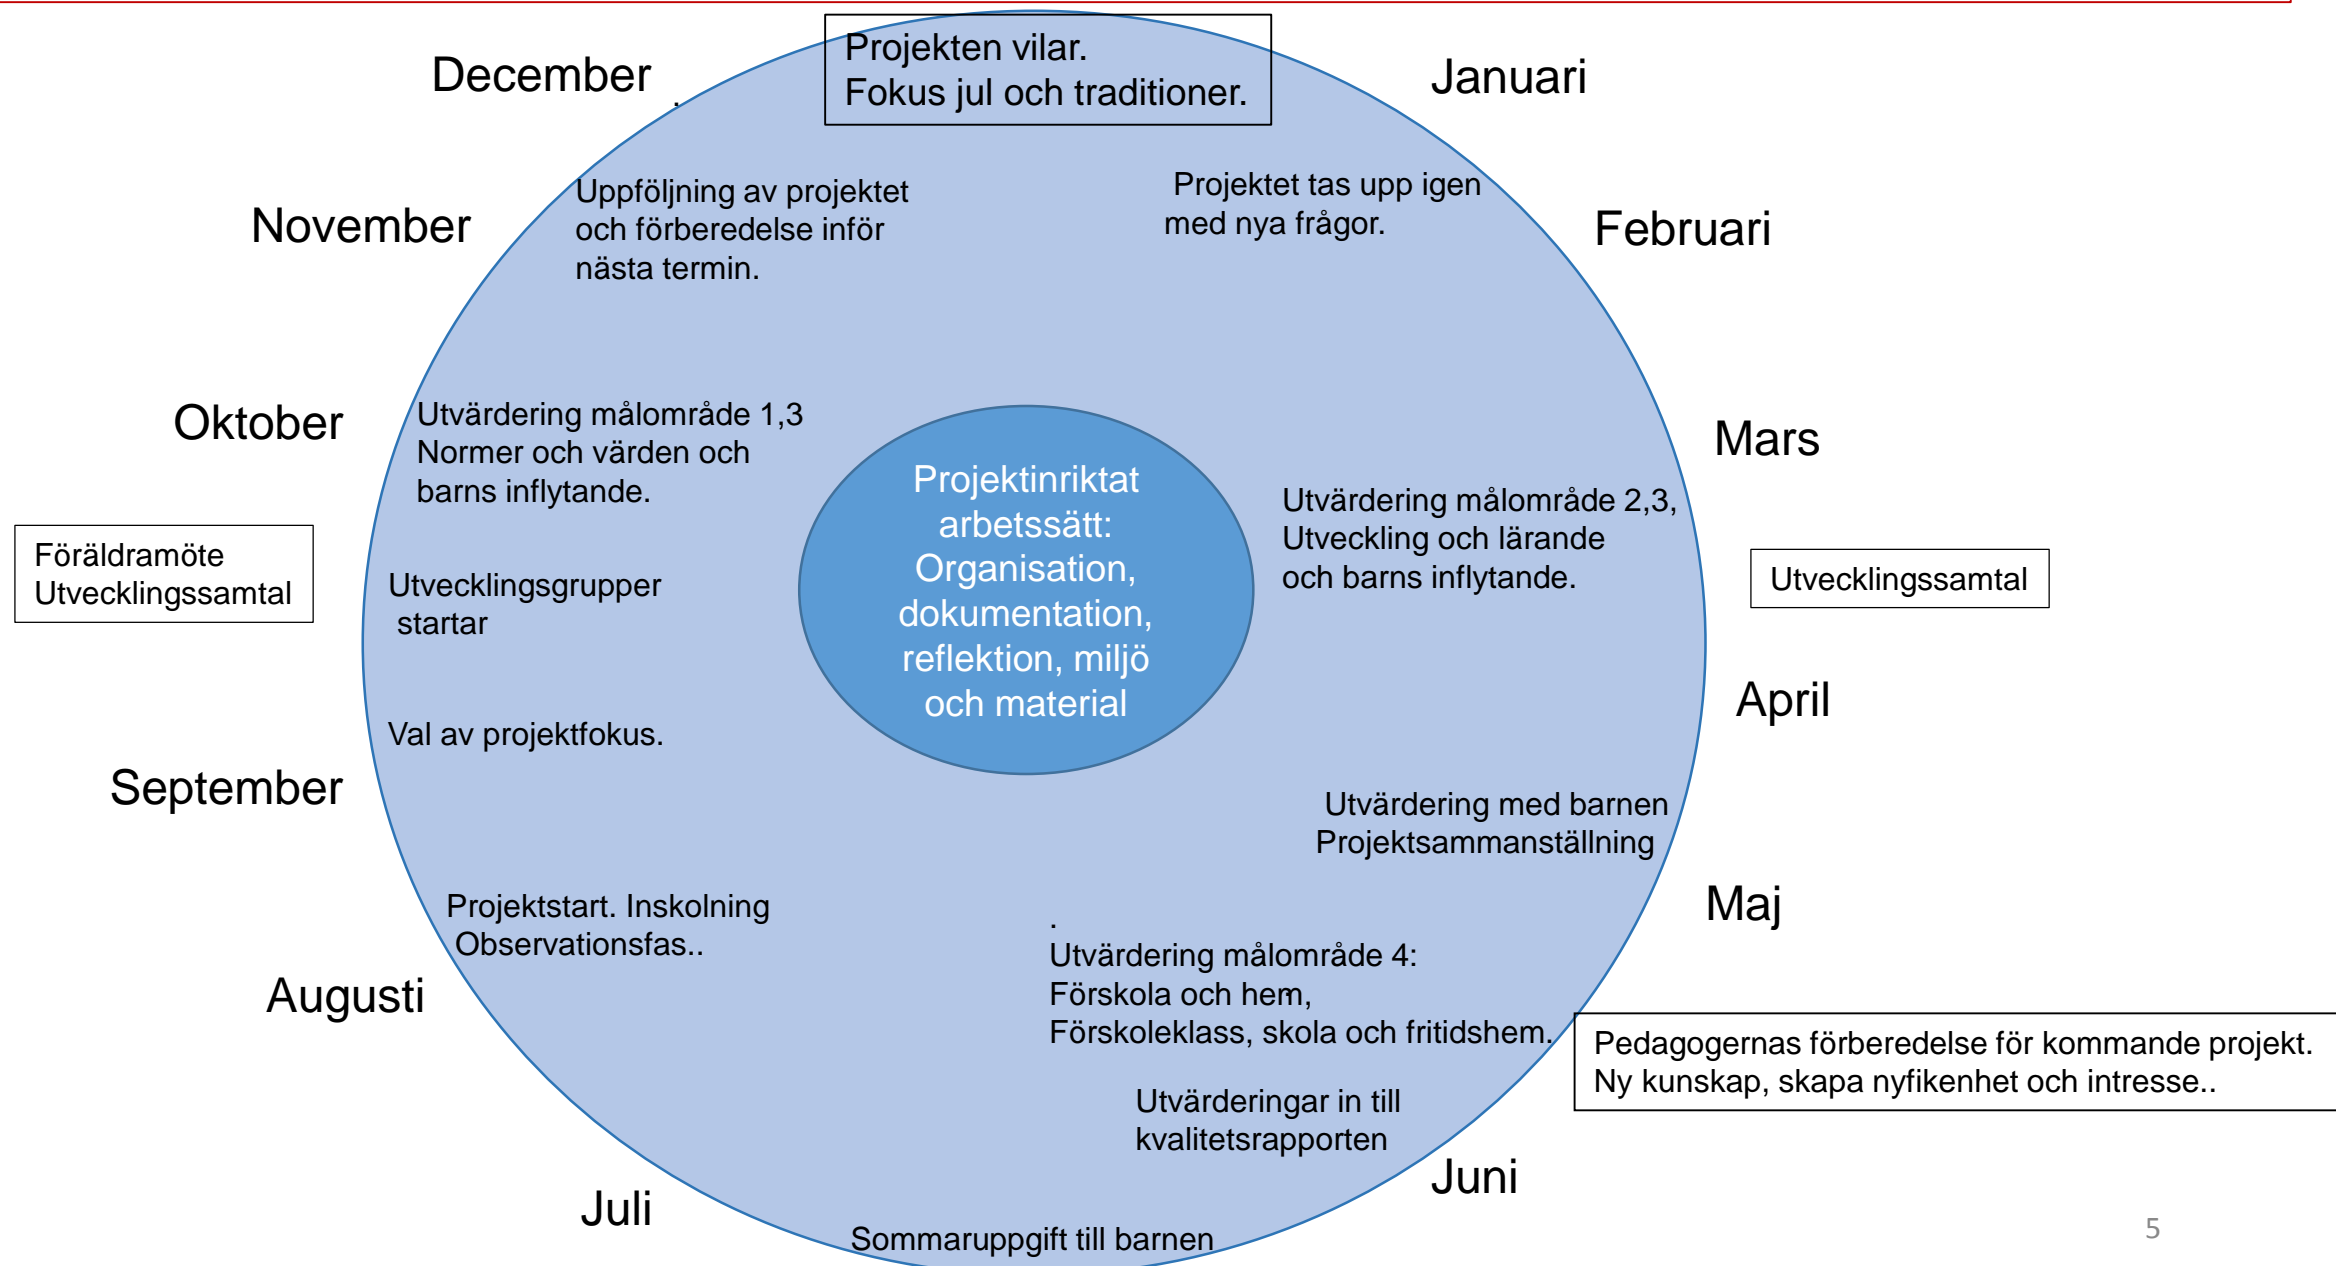 Projekten vilar.
Fokus jul och traditioner.
December
.
Januari
Uppföljning av projektet
och förberedelse inför
nästa termin.
Projektet tas upp igen
med nya frågor.
November
Februari
Oktober
Utvärdering målområde 1,3
Normer och värden och
barns inflytande.
Mars
Projektinriktat
arbetssätt:
Organisation,
dokumentation,
reflektion, miljö
och material
Utvärdering målområde 2,3,
Utveckling och lärande
och barns inflytande.
Föräldramöte
Utvecklingssamtal
Utvecklingsgrupper
startar
Utvecklingssamtal
April
Val av projektfokus.
September
Utvärdering med barnen
Projektsammanställning
Maj
Projektstart. Inskolning
Observationsfas..
Augusti
.
Utvärdering målområde 4:
Förskola och hem,
Förskoleklass, skola och fritidshem.
Pedagogernas förberedelse för kommande projekt.
Ny kunskap, skapa nyfikenhet och intresse..
Utvärderingar in till
kvalitetsrapporten
Juni
Juli
Sommaruppgift till barnen
5